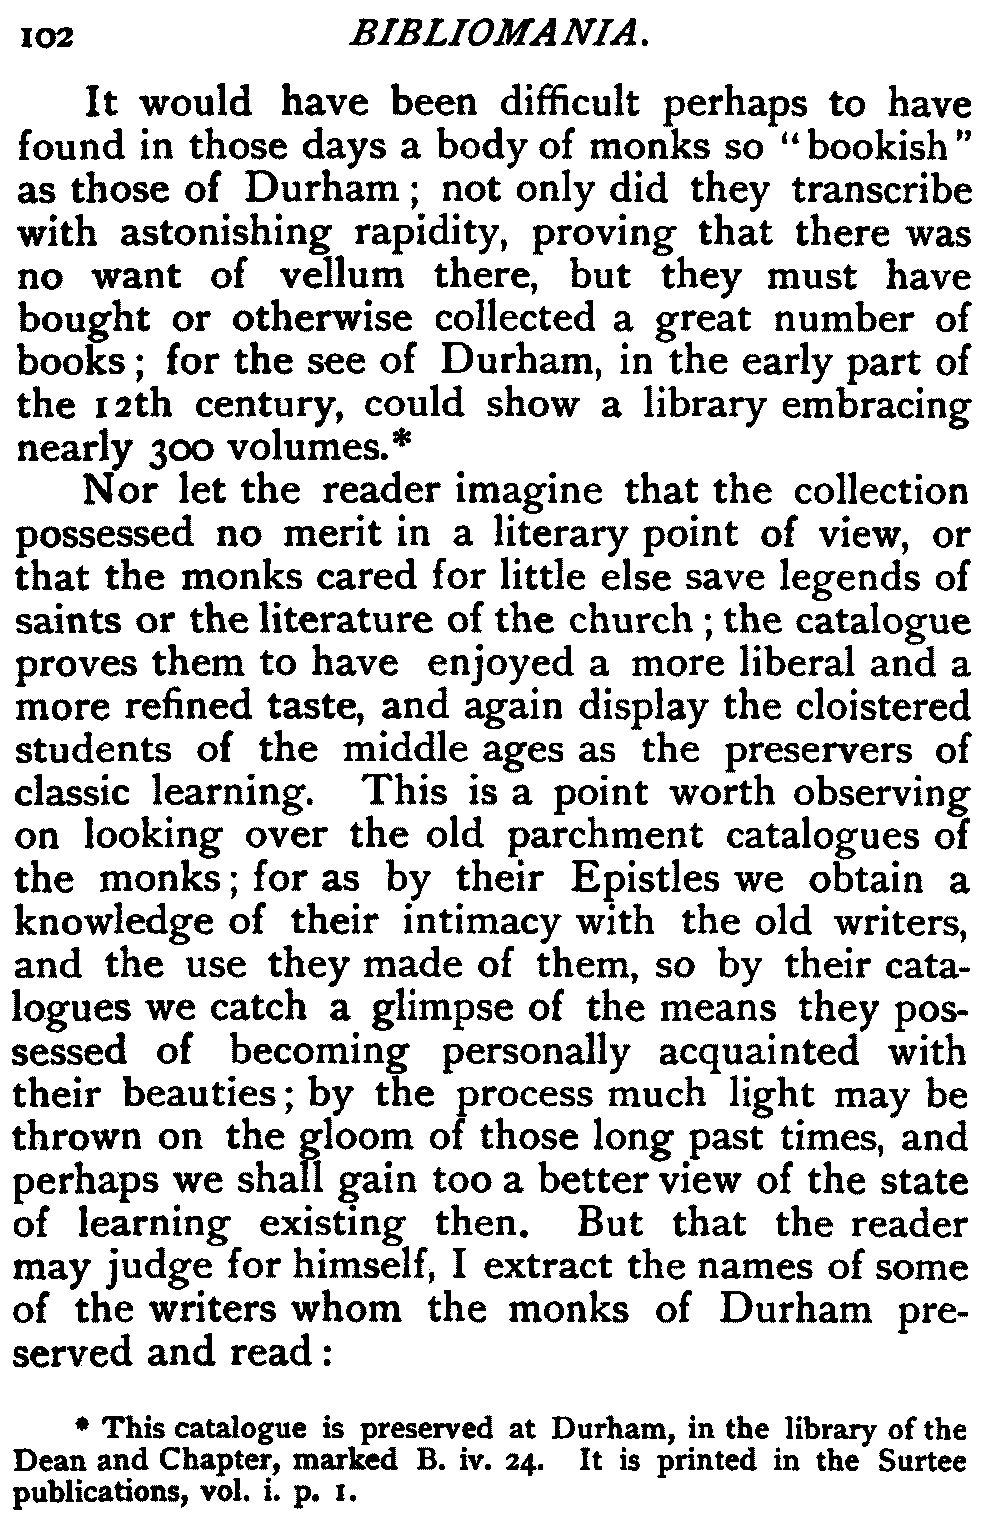 102 BIBLIOMANIA.
It would have been difficult perhaps to have
found in those days a body of monks so "bookish"
as those of Durham; not only did they transcribe
with astonishing rapidity, proving that there was
no want of vellum there, but they must have
bought or otherwise collected a great number of
books; for the see of Durham, in the early part of
the 12th century, could show a library embracing
nearly 300 volumes.*
Nor let the reader imagine that the collection
possessed no merit in a literary point of view, or
that the monks cared for little else save legends of
saints or the literature of the church; the catalogue
proves them to have enjoyed a more liberal and a
more refined taste, and again display the cloistered
students of the middle ages as the preservers of
classic learning. This is a point worth observing
on looking over the old parchment catalogues of
the monks; for as by their Epistles we obtain a
knowledge of their intimacy with the old writers,
and the use they made of them, so by their cata-
logues we catch a glimpse of the means they pos-
sessed of becoming personally acquainted with
their beauties; by the process much light may be
thrown on the gloom of those long past times, and
perhaps we shall gain too a better view of the state
of learning existing then. But that the reader
may judge for himself, I extract the names of some
of the writers whom the monks of Durham pre-
served and read:
* This catalogue is preserved at Durham, in the library of the
Dean and Chapter, marked B. iv. 24. It is printed in the Surtee
publications, vol. i. p. 1.